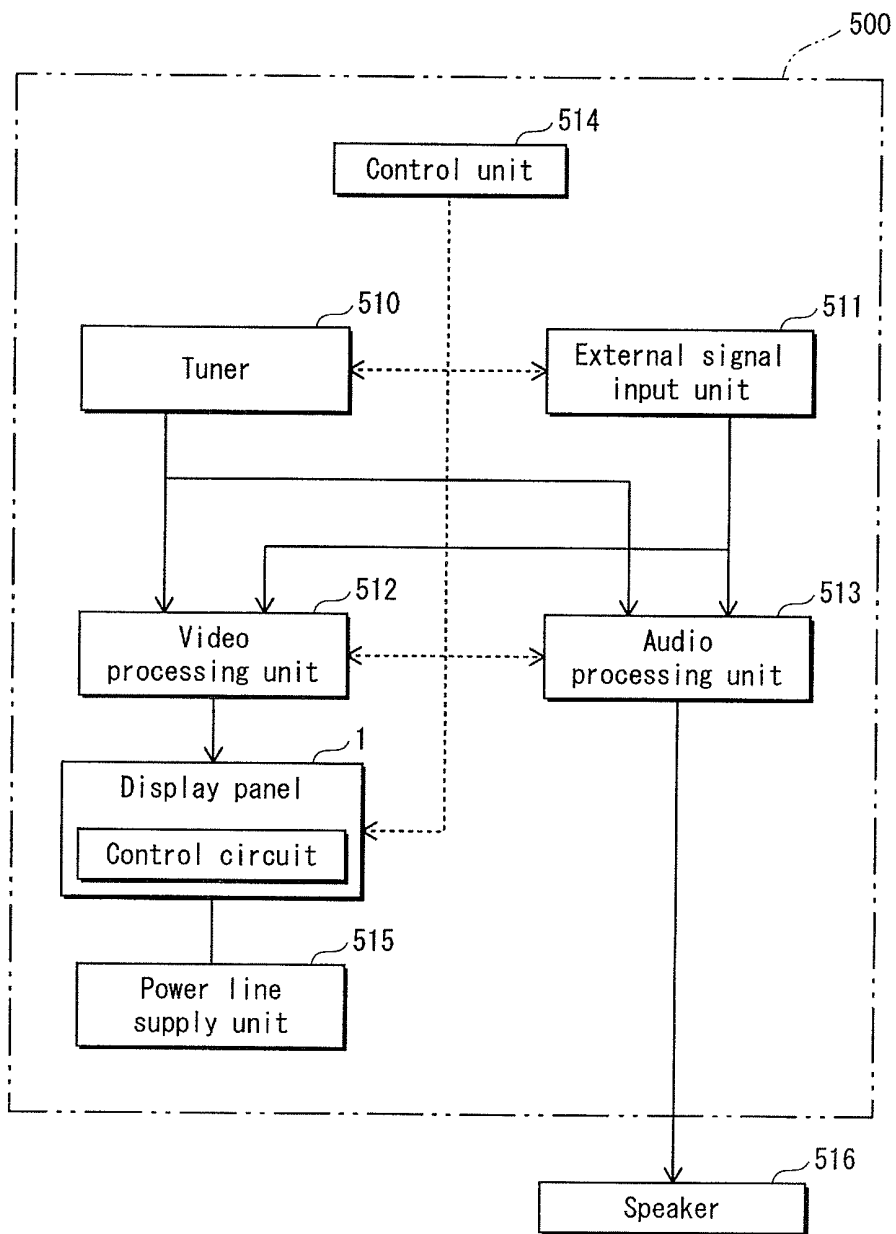 500
514
Control unit
510
Tuner
511
External signal
input unit
512
Video
processing unit
513
Audio
processing unit
1
Display panel
Control circuit
515
Power line
supply unit
516
Speaker